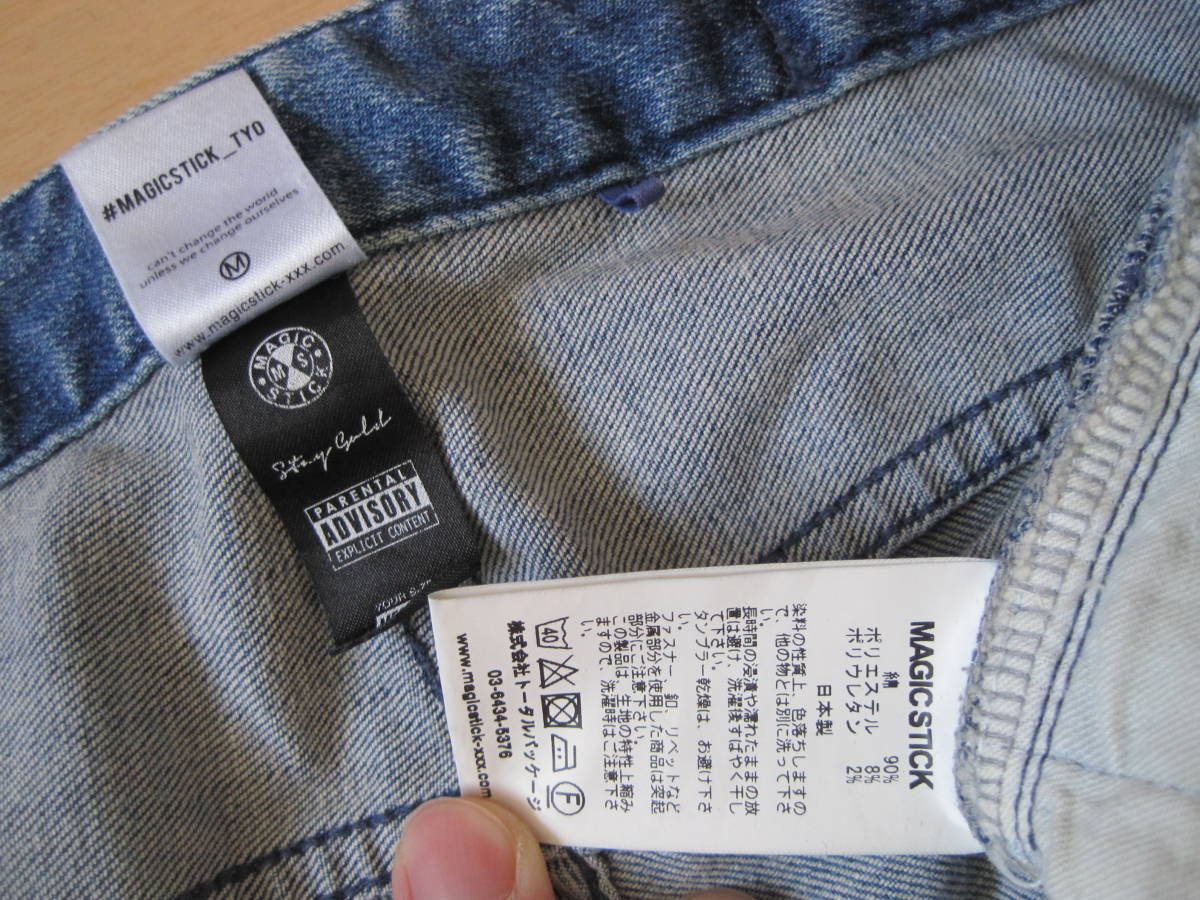 #MAGICSTICK_TYO
can't change the world
unless we change ourselves
M
www.magicstick-xxx.com
MAGIC
MS
STICK
Stay Gold
PARENTAL
ADVISORY
EXPLICIT CONTENT
MAGIC STICK
綿 90%
ポリエステル 8%
ポリウレタン 2%
日本製
染料の性質上、色落ちしますの
で、他の物とは別に洗って下さ
い。
長時間の浸漬や濡れたままの放
置は避け、洗濯後すばやく干し
て下さい。
タンブラー乾燥は、お避け下さ
い。
ファスナー、釦、リベットなど
金属部分を使用した商品は突起
部分にご注意下さい。
この製品は、生地の特性上縮み
ますので、洗濯時はご注意下さ
40
F
株式会社トータルパッケージ
03-6434-5376
www.magicstick-xxx.com